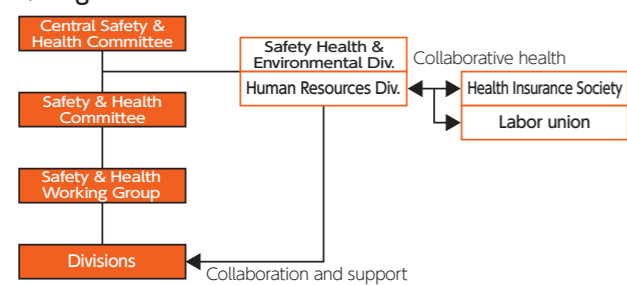 Central Safety &
Health Committee
Safety Health &
Environmental Div.
Human Resources Div.
Collaborative health
Health Insurance Society
Labor union
Safety & Health
Committee
Safety & Health
Working Group
Divisions
Collaboration and support